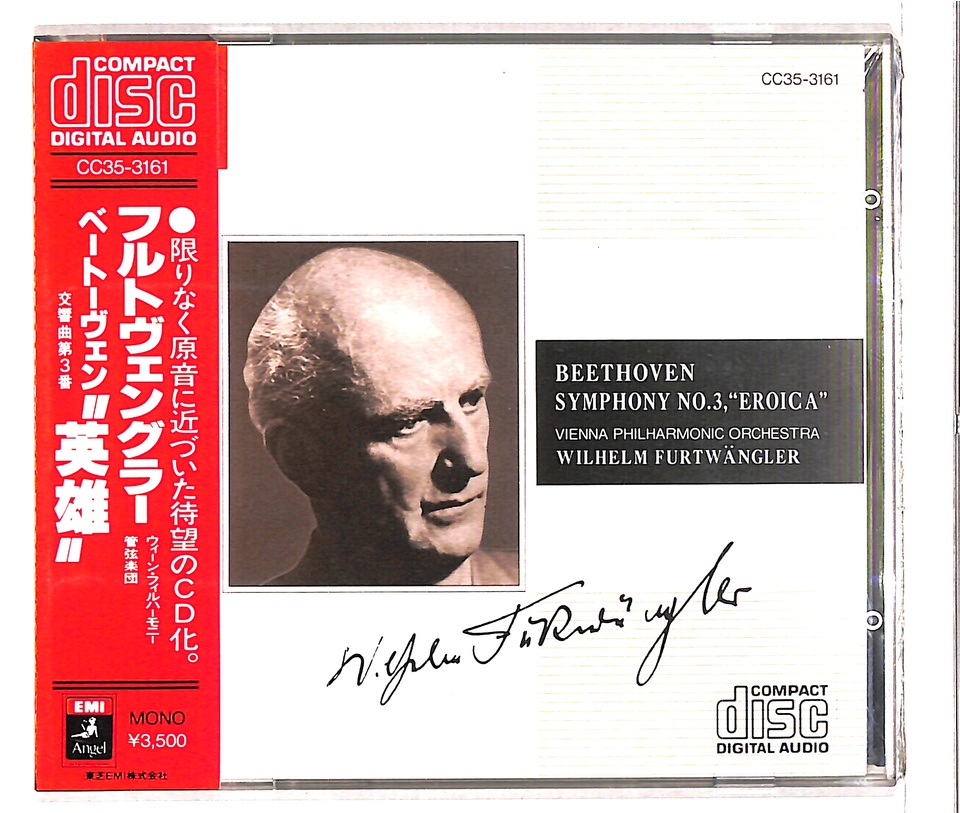 COMPACT
disc
DIGITAL AUDIO
CC35-3161
●限りなく原音に近づいた待望のCD化。
フルトヴェングラー
ウィーン・フィルハーモニー
管弦楽団
ベートーヴェン"英雄"
交響曲第3番
EMI
Angel
MONO
¥3,500
東芝EMI株式会社
CC35-3161
BEETHOVEN
SYMPHONY NO.3,“EROICA”
VIENNA PHILHARMONIC ORCHESTRA
WILHELM FURTWÄNGLER
Wilhelm Furtwängler
COMPACT
disc
DIGITAL AUDIO